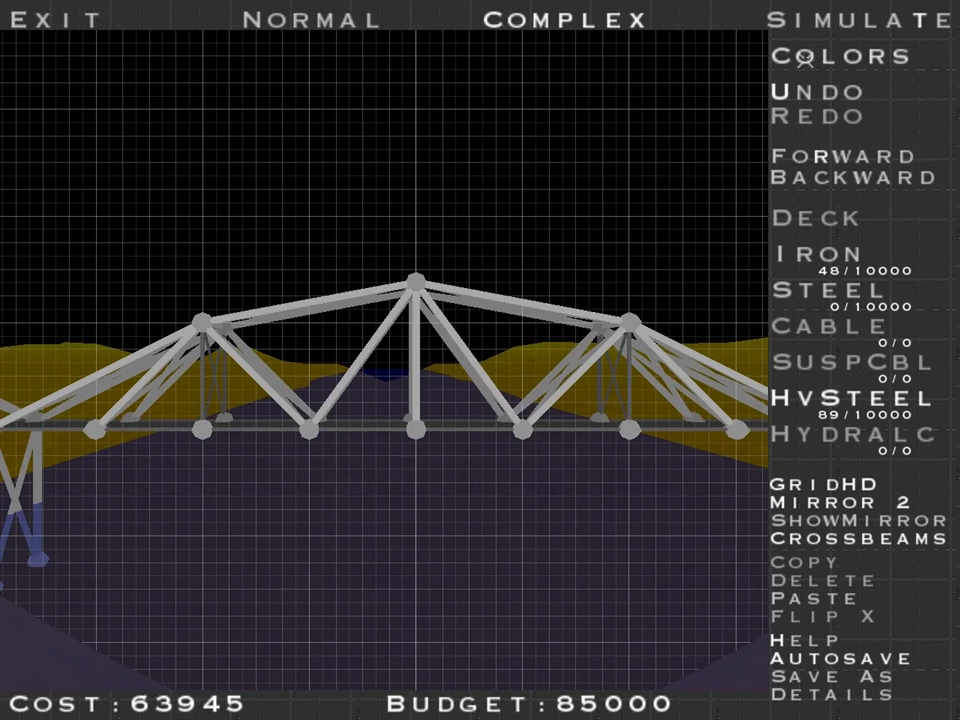 EXIT NORMAL COMPLEX SIMULATE
COLORS
UNDO
REDO
FORWARD
BACKWARD
DECK
IRON
48/10000
STEEL
0/10000
CABLE
0/0
SUSPCBL
0/0
HVSTEEL
89/10000
HYDRALC
0/0
GRIDHD
MIRROR 2
SHOWMIRROR
CROSSBEAMS
COPY
DELETE
PASTE
FLIP X
HELP
AUTOSAVE
SAVE AS
DETAILS
COST:63945 BUDGET:85000